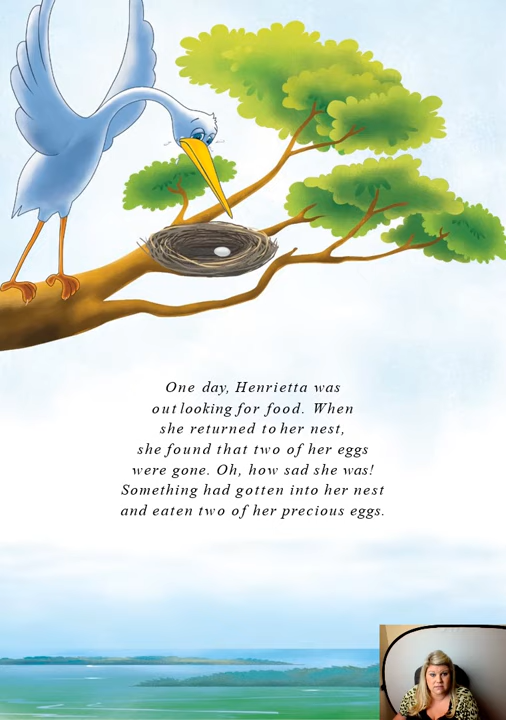 One day, Henrietta was
out looking for food. When
she returned to her nest,
she found that two of her eggs
were gone. Oh, how sad she was!
Something had gotten into her nest
and eaten two of her precious eggs.